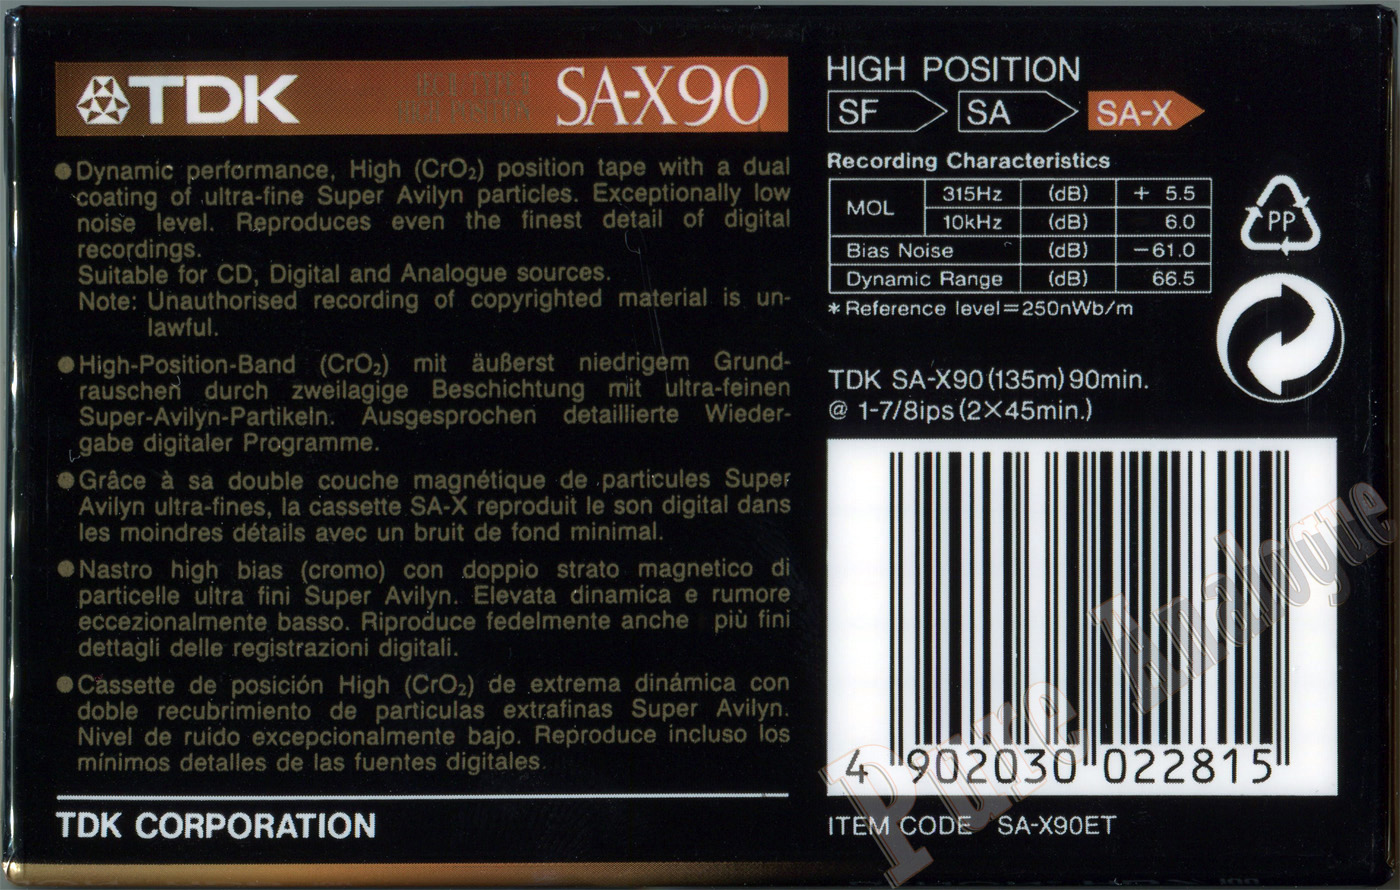 TDK IEC II TYPE II SA-X90
HIGH POSITION
● Dynamic performance, High (CrO₂) position tape with a dual
coating of ultra-fine Super Avilyn particles. Exceptionally low
noise level. Reproduces even the finest detail of digital
recordings.
Suitable for CD, Digital and Analogue sources.
Note: Unauthorised recording of copyrighted material is un-
lawful.
● High-Position-Band (CrO₂) mit äußerst niedrigem Grund-
rauschen durch zweilagige Beschichtung mit ultra-feinen
Super-Avilyn-Partikeln. Ausgesprochen detaillierte Wieder-
gabe digitaler Programme.
● Grâce à sa double couche magnétique de particules Super
Avilyn ultra-fines, la cassette SA-X reproduit le son digital dans
les moindres détails avec un bruit de fond minimal.
● Nastro high bias (cromo) con doppio strato magnetico di
particelle ultra fini Super Avilyn. Elevata dinamica e rumore
eccezionalmente basso. Riproduce fedelmente anche più fini
dettagli delle registrazioni digitali.
● Cassette de posición High (CrO₂) de extrema dinámica con
doble recubrimiento de particulas extrafinas Super Avilyn.
Nivel de ruido excepcionalmente bajo. Reproduce incluso los
mínimos detalles de las fuentes digitales.
TDK CORPORATION
HIGH POSITION
SF SA SA-X
Recording Characteristics
MOL 315Hz (dB) + 5.5
10kHz (dB) 6.0
Bias Noise (dB) −61.0
Dynamic Range (dB) 66.5
* Reference level=250nWb/m
PP
TDK SA-X90 (135m) 90min.
@ 1-7/8ips (2×45min.)
4 902030 022815
ITEM CODE SA-X90ET
Pure Analogue